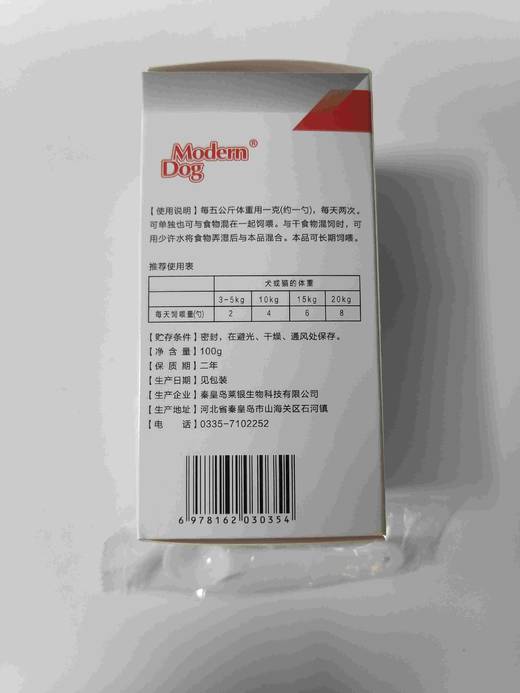 Modern®
Dog
【使用说明】每五公斤体重用一克(约一勺)，每天两次。
可单独也可与食物混在一起饲喂。与干食物混饲时，可
用少许水将食物弄湿后与本品混合。本品可长期饲喂。
推荐使用表
犬或猫的体重
3-5kg 10kg 15kg 20kg
每天饲喂量(勺) 2 4 6 8
【贮存条件】密封，在避光、干燥、通风处保存。
【净 含 量】100g
【保 质 期】二年
【生产日期】见包装
【生产企业】秦皇岛莱银生物科技有限公司
【生产地址】河北省秦皇岛市山海关区石河镇
【电 话】0335-7102252
6 978162 030354